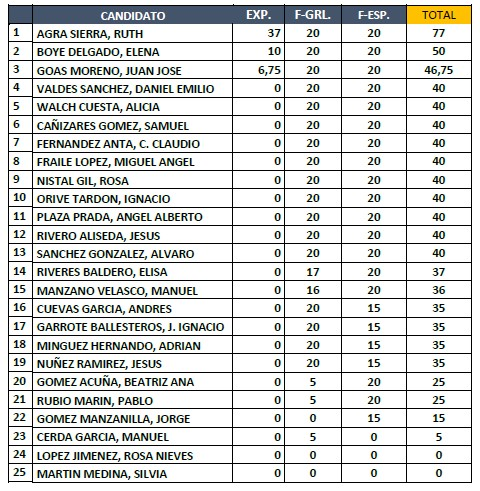 CANDIDATO EXP. F-GRL. F-ESP. TOTAL
1 AGRA SIERRA, RUTH 37 20 20 77
2 BOYE DELGADO, ELENA 10 20 20 50
3 GOAS MORENO, JUAN JOSE 6,75 20 20 46,75
4 VALDES SANCHEZ, DANIEL EMILIO 0 20 20 40
5 WALCH CUESTA, ALICIA 0 20 20 40
6 CAÑIZARES GOMEZ, SAMUEL 0 20 20 40
7 FERNANDEZ ANTA, C. CLAUDIO 0 20 20 40
8 FRAILE LOPEZ, MIGUEL ANGEL 0 20 20 40
9 NISTAL GIL, ROSA 0 20 20 40
10 ORIVE TARDON, IGNACIO 0 20 20 40
11 PLAZA PRADA, ANGEL ALBERTO 0 20 20 40
12 RIVERO ALISEDA, JESUS 0 20 20 40
13 SANCHEZ GONZALEZ, ALVARO 0 20 20 40
14 RIVERES BALDERO, ELISA 0 17 20 37
15 MANZANO VELASCO, MANUEL 0 16 20 36
16 CUEVAS GARCIA, ANDRES 0 20 15 35
17 GARROTE BALLESTEROS, J. IGNACIO 0 20 15 35
18 MINGUEZ HERNANDO, ADRIAN 0 20 15 35
19 NUÑEZ RAMIREZ, JESUS 0 20 15 35
20 GOMEZ ACUÑA, BEATRIZ ANA 0 5 20 25
21 RUBIO MARIN, PABLO 0 5 20 25
22 GOMEZ MANZANILLA, JORGE 0 0 15 15
23 CERDA GARCIA, MANUEL 0 5 0 5
24 LOPEZ JIMENEZ, ROSA NIEVES 0 0 0 0
25 MARTIN MEDINA, SILVIA 0 0 0 0